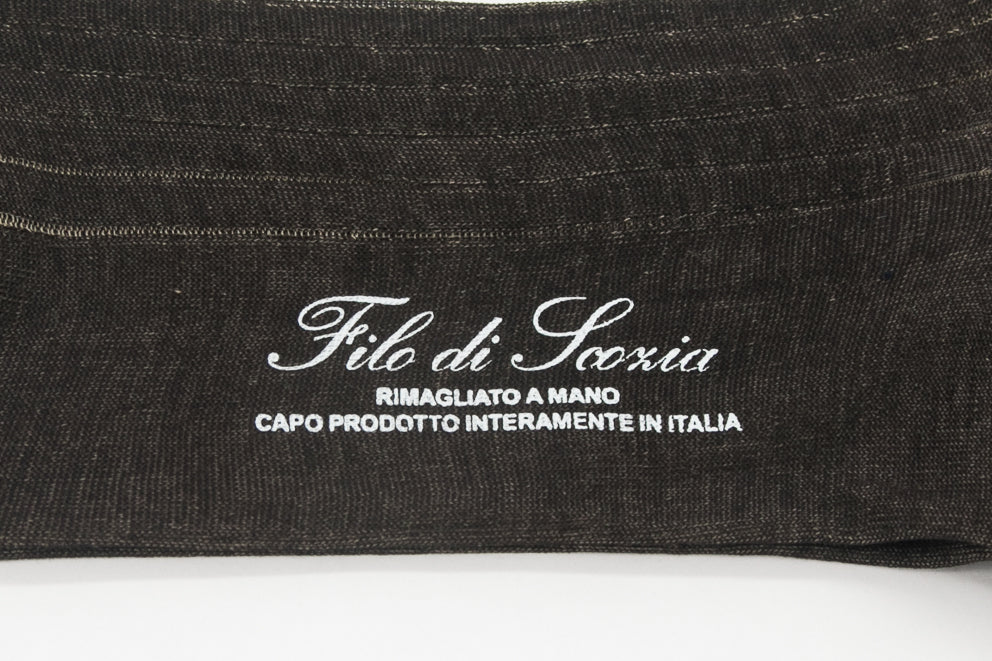 Filo di Scozia
RIMAGLIATO A MANO
CAPO PRODOTTO INTERAMENTE IN ITALIA